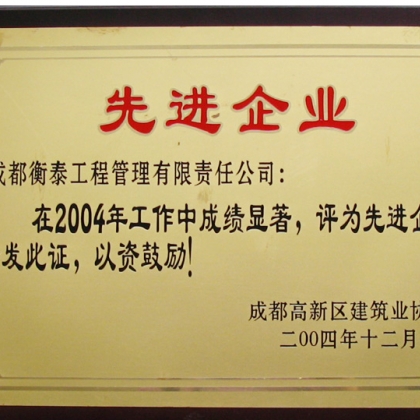 先进企业
成都衡泰工程管理有限责任公司:
在2004年工作中成绩显著，评为先进企
发此证，以资鼓励!
成都高新区建筑业协
二00四年十二月